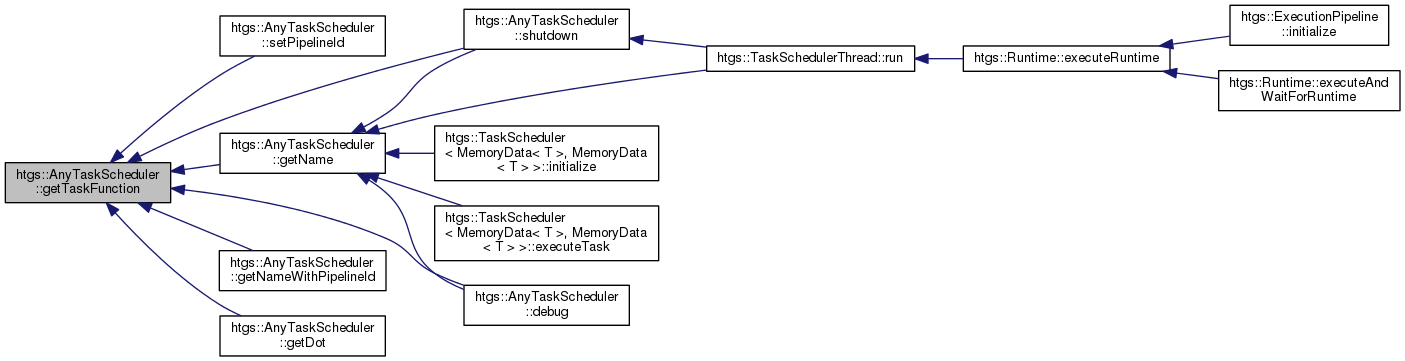 htgs::AnyTaskScheduler
::getTaskFunction
htgs::AnyTaskScheduler
::setPipelineId
htgs::AnyTaskScheduler
::shutdown
htgs::AnyTaskScheduler
::getName
htgs::TaskSchedulerThread::run
htgs::Runtime::executeRuntime
htgs::ExecutionPipeline
::initialize
htgs::Runtime::executeAnd
WaitForRuntime
htgs::TaskScheduler
< MemoryData< T >, MemoryData
< T > >::initialize
htgs::TaskScheduler
< MemoryData< T >, MemoryData
< T > >::executeTask
htgs::AnyTaskScheduler
::debug
htgs::AnyTaskScheduler
::getNameWithPipelineId
htgs::AnyTaskScheduler
::getDot